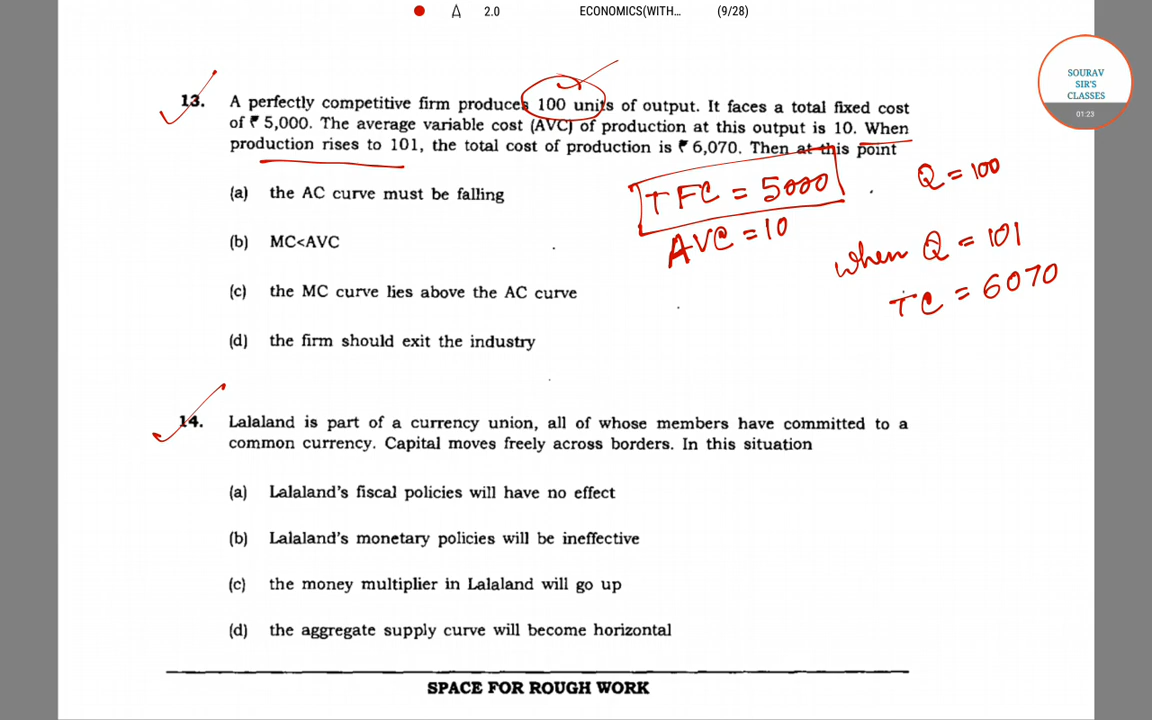 2.0 ECONOMICS(WITH... (9/28)
SOURAV
SIR'S
CLASSES
01:23
13. A perfectly competitive firm produces 100 units of output. It faces a total fixed cost
of ₹ 5,000. The average variable cost (AVC) of production at this output is 10. When
production rises to 101, the total cost of production is ₹ 6,070. Then at this point
(a) the AC curve must be falling
(b) MC<AVC
(c) the MC curve lies above the AC curve
(d) the firm should exit the industry
TFC = 5000
AVC = 10
Q = 100
when Q = 101
TC = 6070
14. Lalaland is part of a currency union, all of whose members have committed to a
common currency. Capital moves freely across borders. In this situation
(a) Lalaland's fiscal policies will have no effect
(b) Lalaland's monetary policies will be ineffective
(c) the money multiplier in Lalaland will go up
(d) the aggregate supply curve will become horizontal
SPACE FOR ROUGH WORK